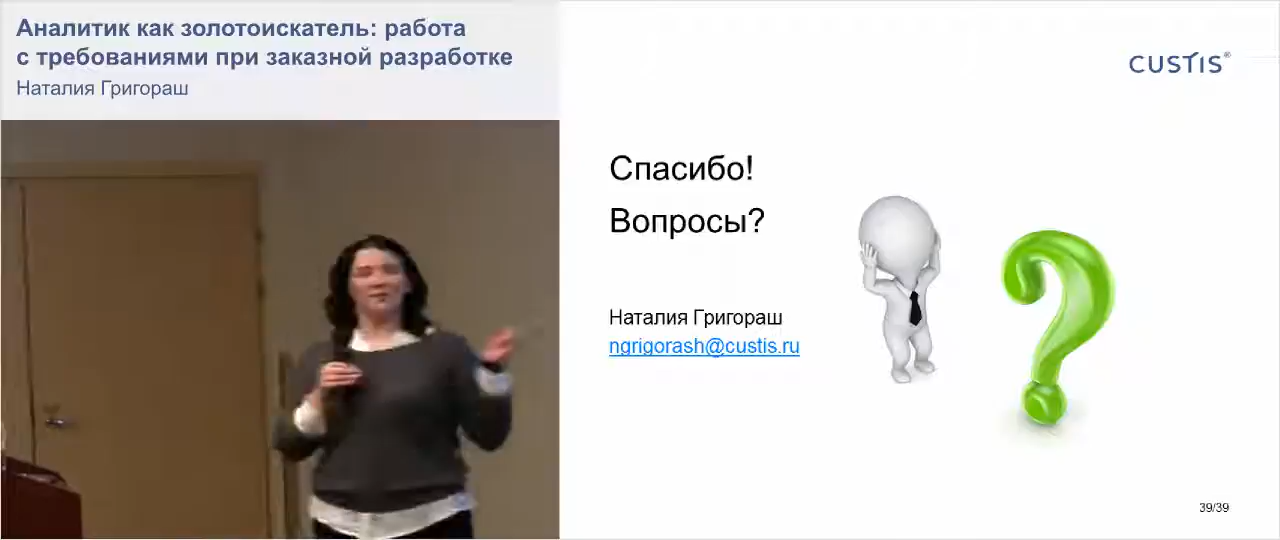 Аналитик как золотоискатель: работа
с требованиями при заказной разработке
Наталия Григораш
CUSTIS®
Спасибо!
Вопросы?
Наталия Григораш
ngrigorash@custis.ru
39/39